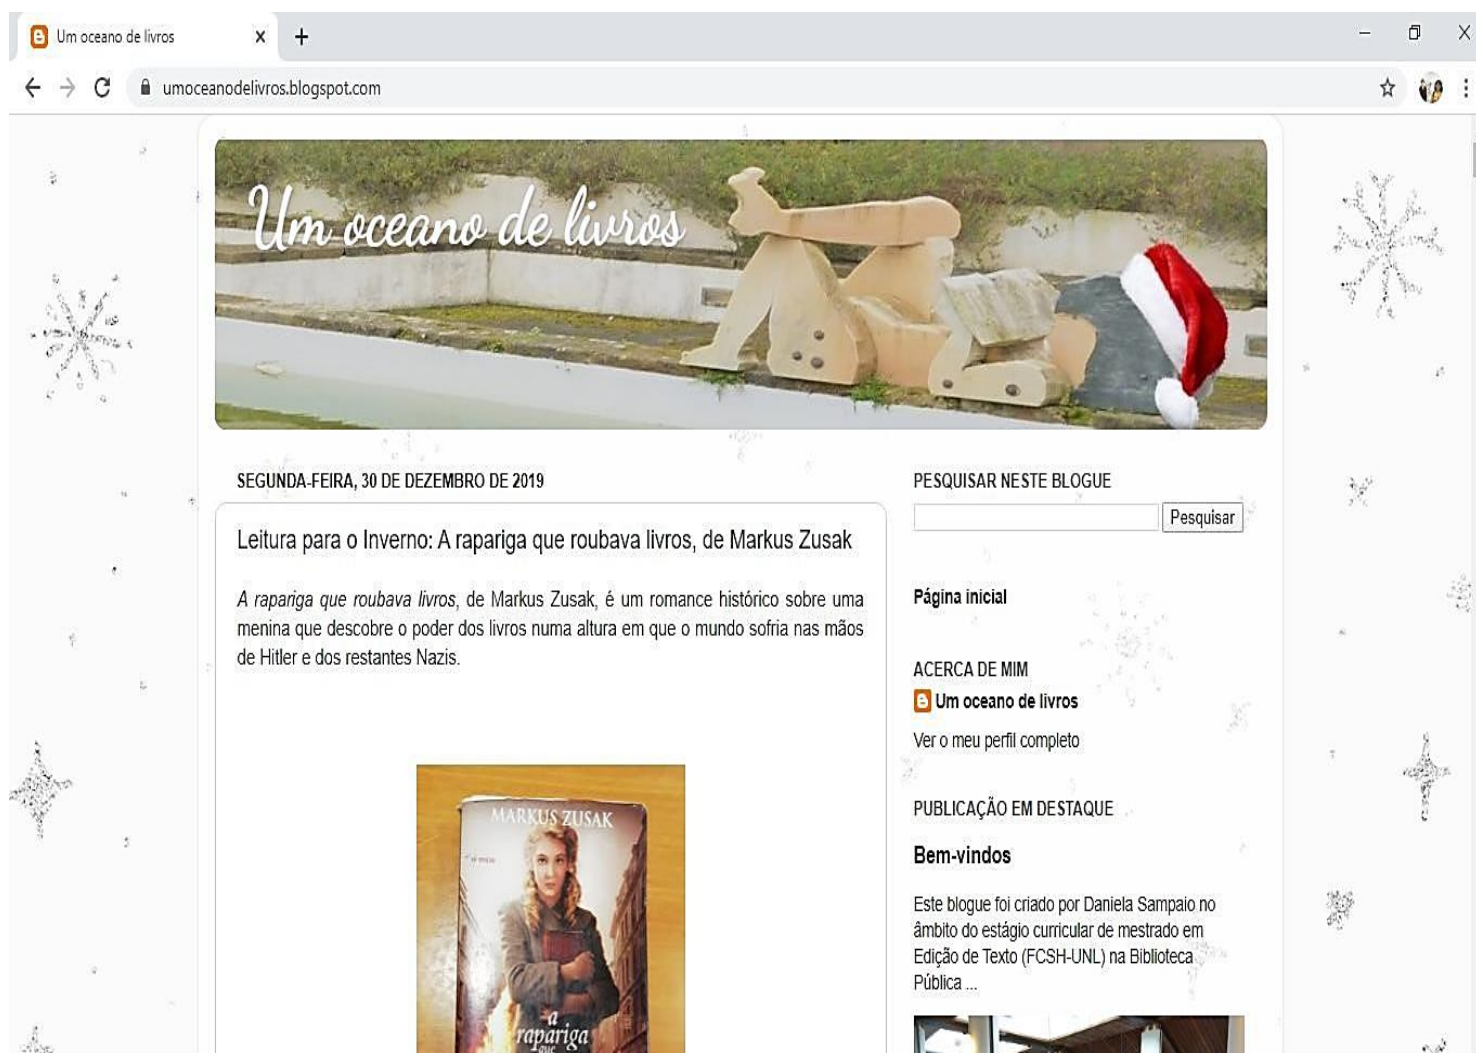 Um oceano de livros
umoceanodelivros.blogspot.com
Um oceano de livros
SEGUNDA-FEIRA, 30 DE DEZEMBRO DE 2019
Leitura para o Inverno: A rapariga que roubava livros, de Markus Zusak
A rapariga que roubava livros, de Markus Zusak, é um romance histórico sobre uma
menina que descobre o poder dos livros numa altura em que o mundo sofria nas mãos
de Hitler e dos restantes Nazis.
MARKUS ZUSAK
a
rapariga
que
PESQUISAR NESTE BLOGUE
Pesquisar
Página inicial
ACERCA DE MIM
Um oceano de livros
Ver o meu perfil completo
PUBLICAÇÃO EM DESTAQUE
Bem-vindos
Este blogue foi criado por Daniela Sampaio no
âmbito do estágio curricular de mestrado em
Edição de Texto (FCSH-UNL) na Biblioteca
Pública ...